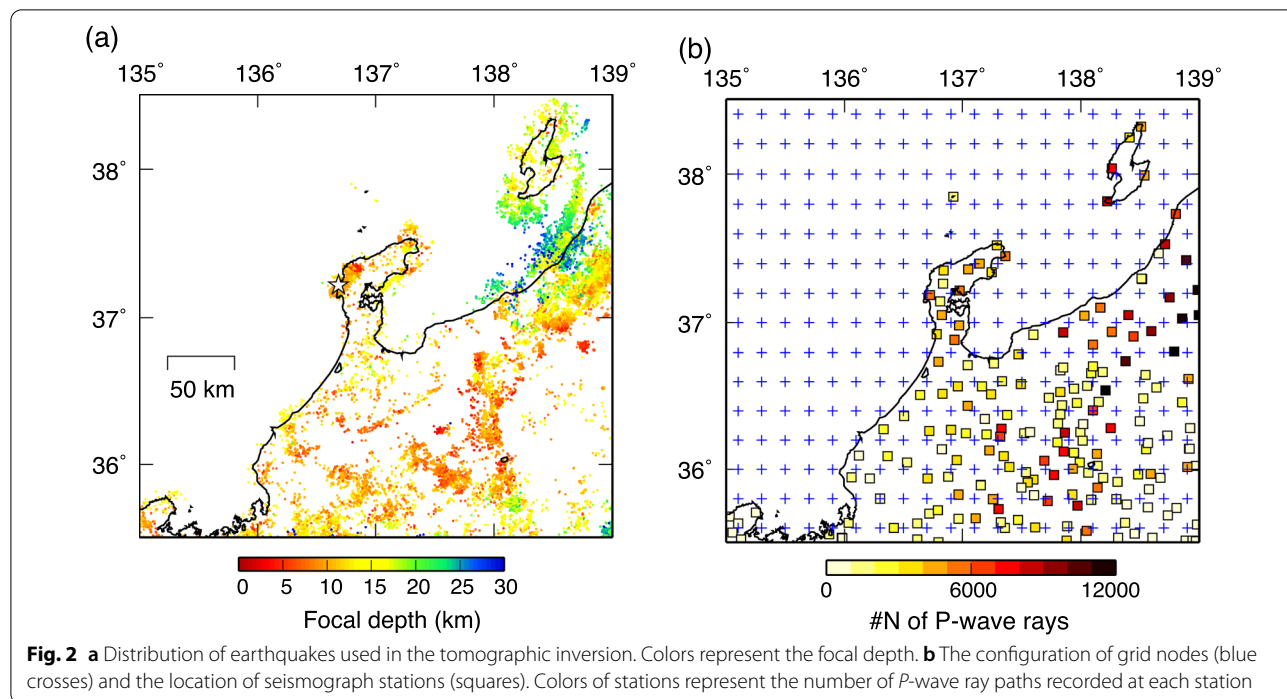 (a)
135° 136° 137° 138° 139°
38°
37°
36°
50 km
0 5 10 15 20 25 30
Focal depth (km)
(b)
135° 136° 137° 138° 139°
38°
37°
36°
0 6000 12000
#N of P-wave rays
Fig. 2 a Distribution of earthquakes used in the tomographic inversion. Colors represent the focal depth. b The configuration of grid nodes (blue
crosses) and the location of seismograph stations (squares). Colors of stations represent the number of P-wave ray paths recorded at each station